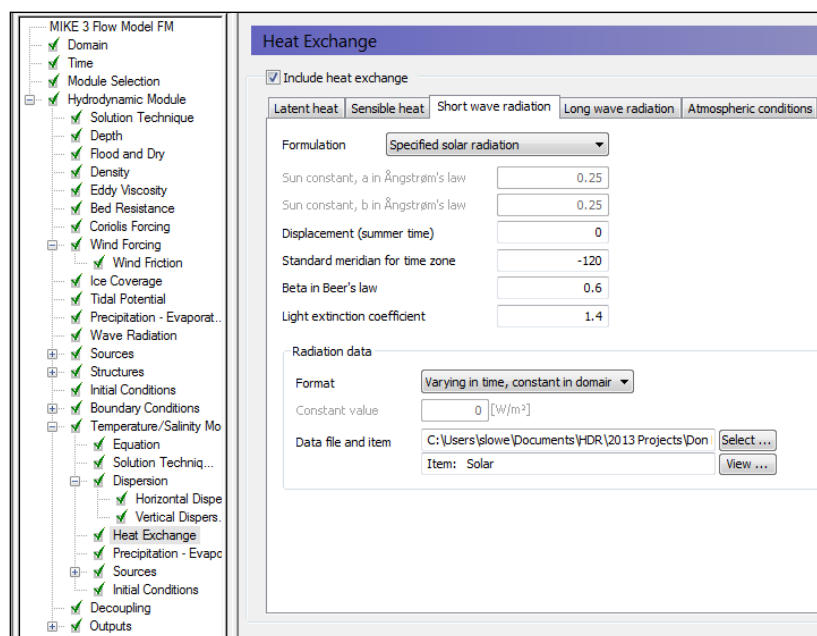 MIKE 3 Flow Model FM
Domain
Time
Module Selection
Hydrodynamic Module
Solution Technique
Depth
Flood and Dry
Density
Eddy Viscosity
Bed Resistance
Coriolis Forcing
Wind Forcing
Wind Friction
Ice Coverage
Tidal Potential
Precipitation - Evaporat..
Wave Radiation
Sources
Structures
Initial Conditions
Boundary Conditions
Temperature/Salinity Mo
Equation
Solution Techniq...
Dispersion
Horizontal Dispe
Vertical Dispers.
Heat Exchange
Precipitation - Evapo
Sources
Initial Conditions
Decoupling
Outputs
Heat Exchange
Include heat exchange
Latent heat Sensible heat Short wave radiation Long wave radiation Atmospheric conditions
Formulation Specified solar radiation
Sun constant, a in Ångstrøm's law 0.25
Sun constant, b in Ångstrøm's law 0.25
Displacement (summer time) 0
Standard meridian for time zone -120
Beta in Beer's law 0.6
Light extinction coefficient 1.4
Radiation data
Format Varying in time, constant in domair
Constant value 0 [W/m²]
Data file and item C:\Users\slowe\Documents\HDR\2013 Projects\Don Select ...
Item: Solar View ...